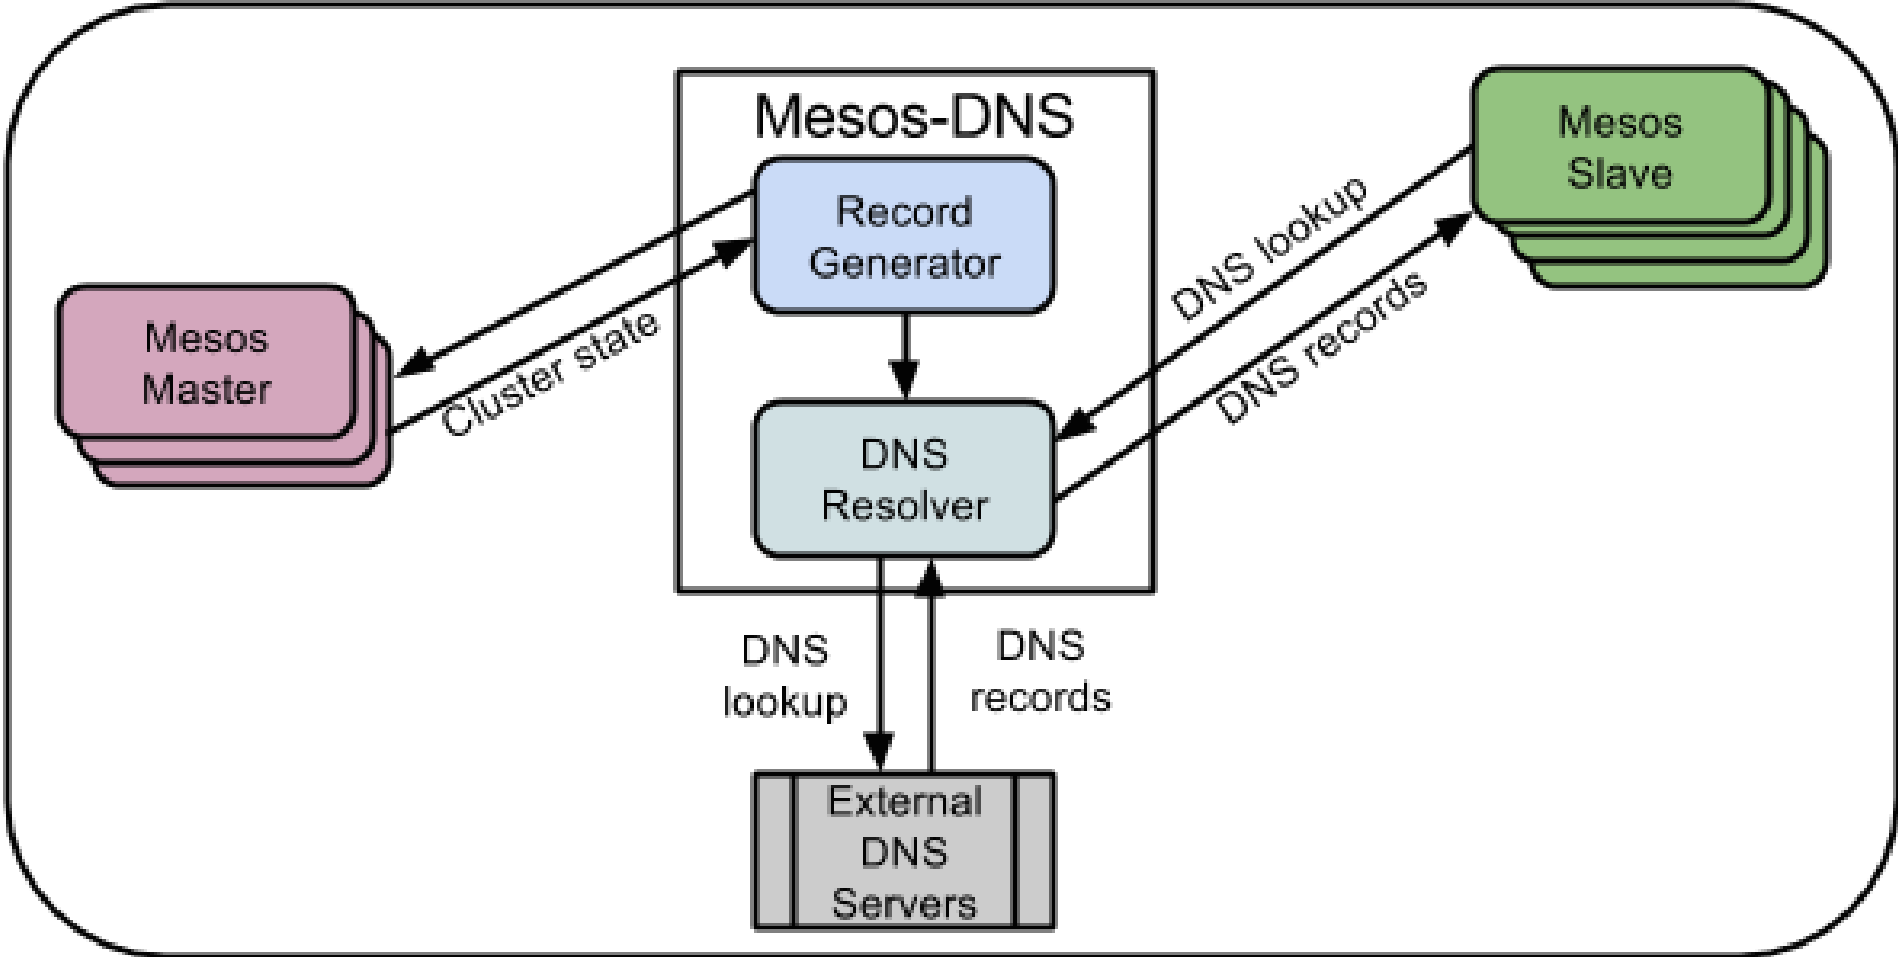 Mesos-DNS
Record
Generator
Mesos
Slave
Mesos
Master
Cluster state
DNS lookup
DNS records
DNS
Resolver
DNS
lookup
DNS
records
External
DNS
Servers